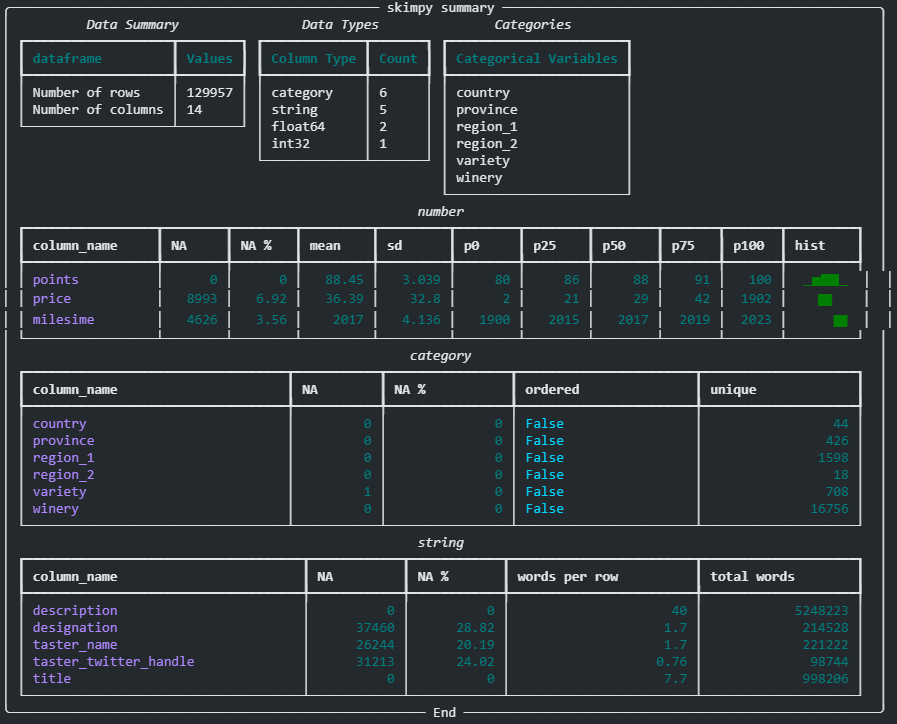 skimpy summary
Data Summary Data Types Categories
dataframe Values Column Type Count Categorical Variables
Number of rows 129957 category 6 country
Number of columns 14 string 5 province
float64 2 region_1
int32 1 region_2
variety
winery
number
column_name NA NA % mean sd p0 p25 p50 p75 p100 hist
points 0 0 88.45 3.039 80 86 88 91 100
price 8993 6.92 36.39 32.8 2 21 29 42 1902
milesime 4626 3.56 2017 4.136 1900 2015 2017 2019 2023
category
column_name NA NA % ordered unique
country 0 0 False 44
province 0 0 False 426
region_1 0 0 False 1598
region_2 0 0 False 18
variety 1 0 False 708
winery 0 0 False 16756
string
column_name NA NA % words per row total words
description 0 0 40 5248223
designation 37460 28.82 1.7 214528
taster_name 26244 20.19 1.7 221222
taster_twitter_handle 31213 24.02 0.76 98744
title 0 0 7.7 998206
End